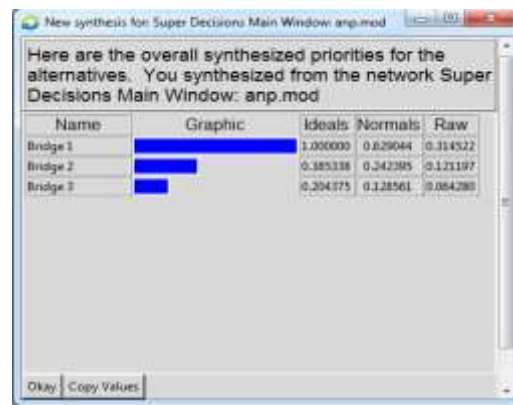 New synthesis for: Super Decisions Main Window: anp.mod
Here are the overall synthesized priorities for the
alternatives. You synthesized from the network Super
Decisions Main Window: anp.mod
Name Graphic Ideals Normals Raw
Bridge 1 1.000000 0.629044 0.314522
Bridge 2 0.385338 0.242395 0.121197
Bridge 3 0.204375 0.128561 0.064280
Okay Copy Values